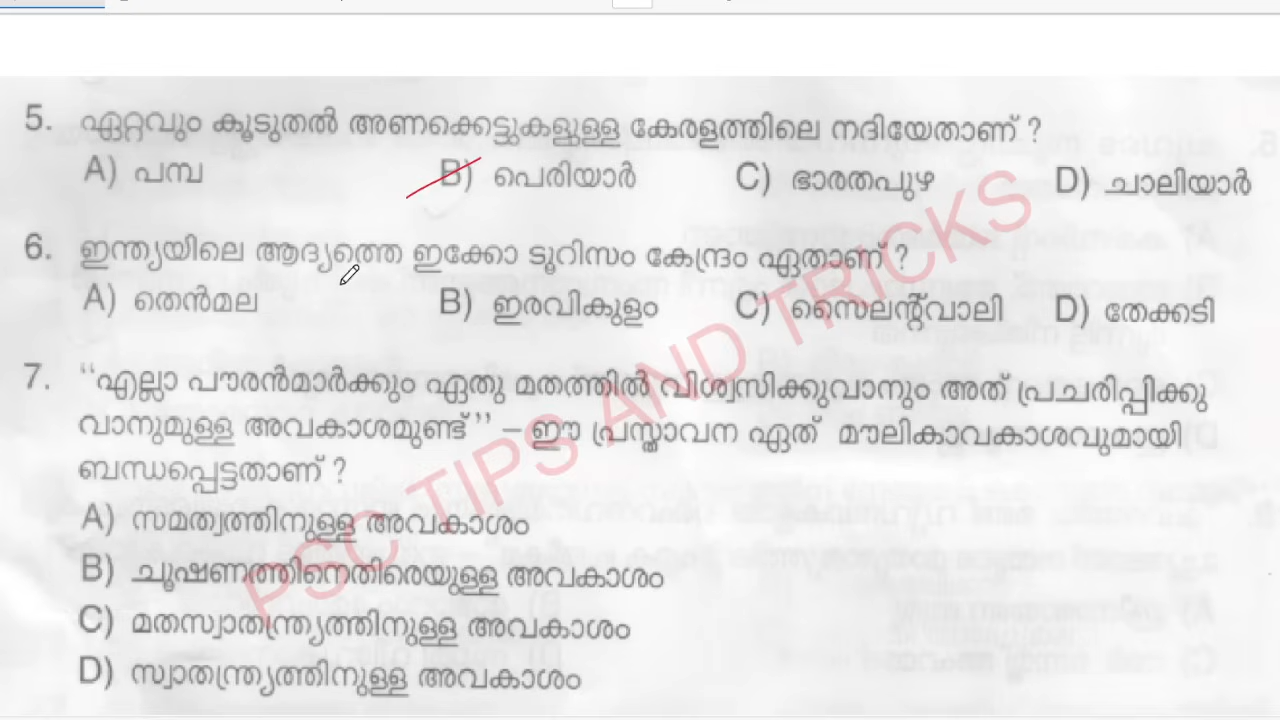 5. ഏറ്റവും കൂടുതൽ അണക്കെട്ടുകളുള്ള കേരളത്തിലെ നദിയേതാണ് ?
A) പമ്പ B) പെരിയാർ C) ഭാരതപുഴ D) ചാലിയാർ
6. ഇന്ത്യയിലെ ആദ്യത്തെ ഇക്കോ ടൂറിസം കേന്ദ്രം ഏതാണ് ?
A) തെൻമല B) ഇരവികുളം C) സൈലന്റ്‌വാലി D) തേക്കടി
7. “എല്ലാ പൗരൻമാർക്കും ഏതു മതത്തിൽ വിശ്വസിക്കുവാനും അത് പ്രചരിപ്പിക്കു
വാനുമുള്ള അവകാശമുണ്ട്” – ഈ പ്രസ്താവന ഏത് മൗലികാവകാശവുമായി
ബന്ധപ്പെട്ടതാണ് ?
A) സമത്വത്തിനുള്ള അവകാശം
B) ചൂഷണത്തിനെതിരെയുള്ള അവകാശം
C) മതസ്വാതന്ത്ര്യത്തിനുള്ള അവകാശം
D) സ്വാതന്ത്ര്യത്തിനുള്ള അവകാശം
PSC TIPS AND TRICKS